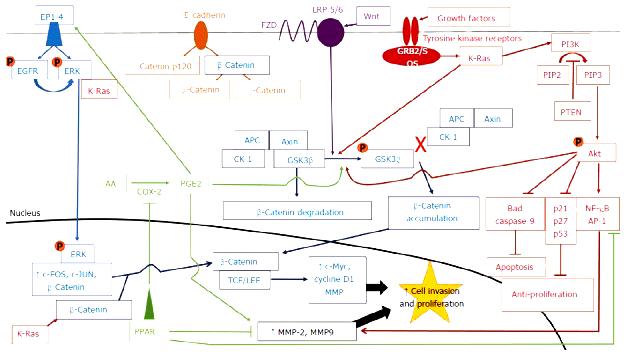 EP1-4
E cadherin
LRP-5/6
FZD
Wnt
Growth factors
Tyrosine kinase receptors
GRB2/S
OS
K-Ras
PI3K
PIP2
PIP3
PTEN
P
P
EGFR
ERK
K-Ras
Catenin p120
β Catenin
-Catenin
-Catenin
APC
Axin
CK 1
GSK3β
P
GSK3
X
APC
Axin
CK 1
P
Akt
AA
COX-2
PGE2
β-Catenin degradation
β-Catenin
accumulation
Bad
caspase-9
p21
p27
p53
NF-κB
AP-1
Nucleus
P
ERK
↑ c-FOS, c-JUN,
β Catenin
β-Catenin
K-Ras
β-Catenin
TCF/LEF
↑ c-Myc,
cycline D1
MMP
↑ Cell invasion
and proliferation
Apoptosis
Anti-proliferation
PPAR
↑ MMP-2, MMP9